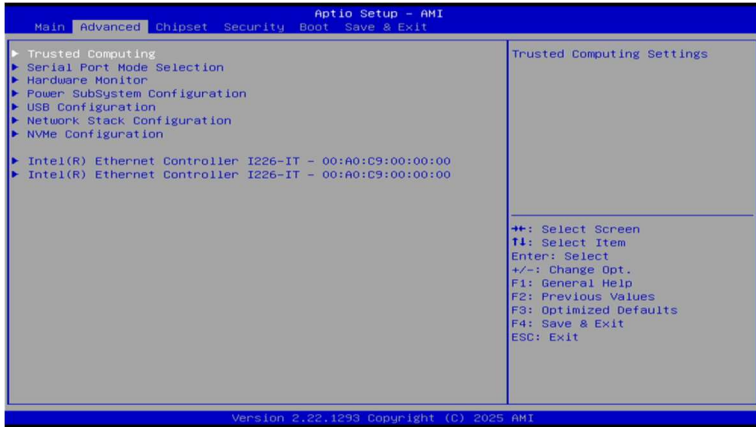 Aptio Setup - AMI
Main Advanced Chipset Security Boot Save & Exit
▶ Trusted Computing
▶ Serial Port Mode Selection
▶ Hardware Monitor
▶ Power SubSystem Configuration
▶ USB Configuration
▶ Network Stack Configuration
▶ NVMe Configuration
▶ Intel(R) Ethernet Controller I226-IT - 00:A0:C9:00:00:00
▶ Intel(R) Ethernet Controller I226-IT - 00:A0:C9:00:00:00
Trusted Computing Settings
→←: Select Screen
↑↓: Select Item
Enter: Select
+/-: Change Opt.
F1: General Help
F2: Previous Values
F3: Optimized Defaults
F4: Save & Exit
ESC: Exit
Version 2.22.1293 Copyright (C) 2025 AMI